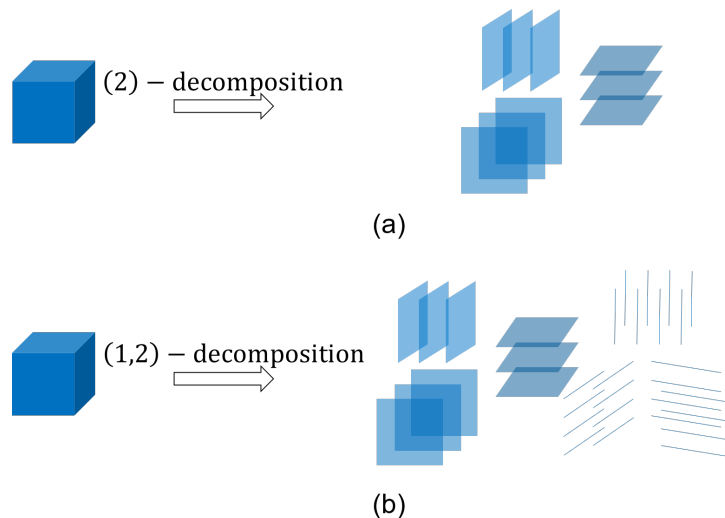 (2) − decomposition
(a)
(1,2) − decomposition
(b)